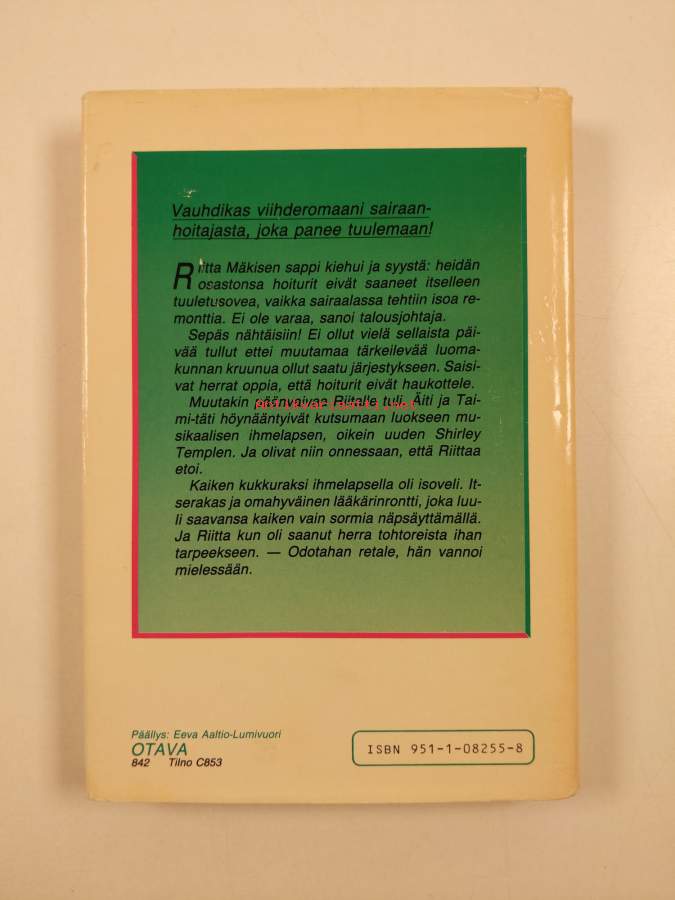 Vauhdikas viihderomaani sairaan-
hoitajasta, joka panee tuulemaan!
Riitta Mäkisen sappi kiehui ja syystä: heidän
osastonsa hoiturit eivät saaneet itselleen
tuuletusovea, vaikka sairaalassa tehtiin isoa re-
monttia. Ei ole varaa, sanoi talousjohtaja.
Sepäs nähtäisiin! Ei ollut vielä sellaista päi-
vää tullut ettei muutamaa tärkeilevää luoma-
kunnan kruunua ollut saatu järjestykseen. Saisi-
vat herrat oppia, että hoiturit eivät haukottele.
Muutakin päänvaivaa Riitalle tuli. Äiti ja Tai-
antikvariaatti.net
mi-täti höynääntyivät kutsumaan luokseen mu-
sikaalisen ihmelapsen, oikein uuden Shirley
Templen. Ja olivat niin onnessaan, että Riittaa
etoi.
Kaiken kukkuraksi ihmelapsella oli isoveli. It-
serakas ja omahyväinen lääkärinrontti, joka luu-
li saavansa kaiken vain sormia näpsäyttämällä.
Ja Riitta kun oli saanut herra tohtoreista ihan
tarpeekseen. — Odotahan retale, hän vannoi
mielessään.
Päällys: Eeva Aaltio-Lumivuori
OTAVA
842 Tilno C853
ISBN 951-1-08255-8